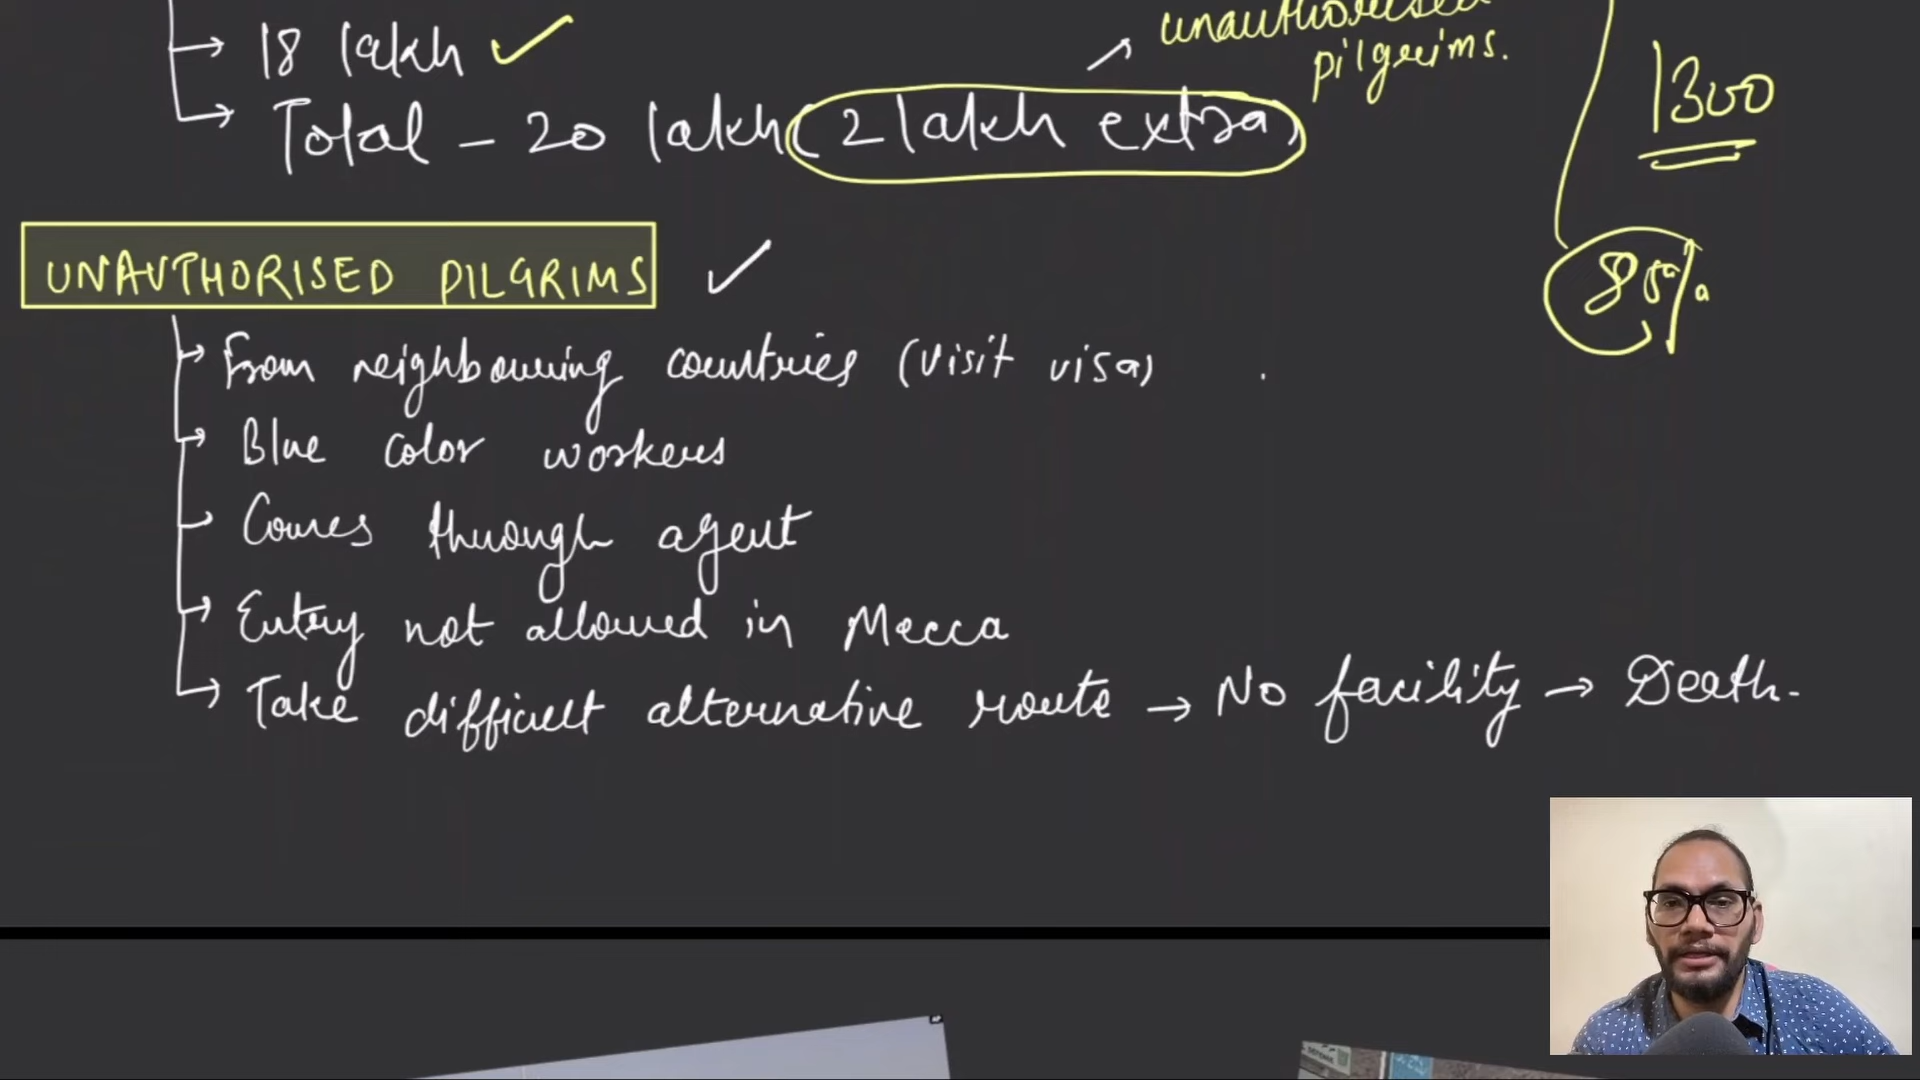 18 lakh
unauthorised
pilgrims.
Total - 20 lakh (2 lakh extra)
1300
UNAUTHORISED PILGRIMS
From neighbouring countries (visit visa)
Blue color workers
Comes through agent
Entry not allowed in Mecca
Take difficult alternative route → No facility → Death.